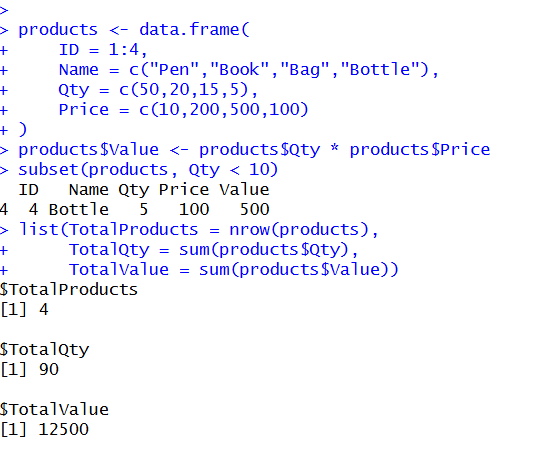 >
> products <- data.frame(
+     ID = 1:4,
+     Name = c("Pen","Book","Bag","Bottle"),
+     Qty = c(50,20,15,5),
+     Price = c(10,200,500,100)
+ )
> products$Value <- products$Qty * products$Price
> subset(products, Qty < 10)
  ID   Name Qty Price Value
4  4 Bottle   5   100   500
> list(TotalProducts = nrow(products),
+      TotalQty = sum(products$Qty),
+      TotalValue = sum(products$Value))
$TotalProducts
[1] 4

$TotalQty
[1] 90

$TotalValue
[1] 12500